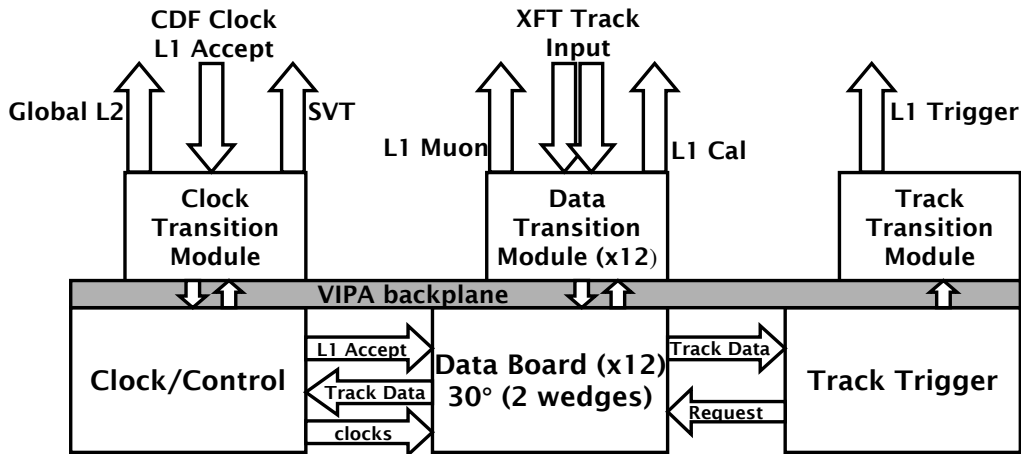 CDF Clock
L1 Accept
XFT Track
Input
Global L2
SVT
L1 Muon
L1 Cal
L1 Trigger
Clock
Transition
Module
Data
Transition
Module (x12)
Track
Transition
Module
VIPA backplane
Clock/Control
L1 Accept
Track Data
clocks
Data Board (x12)
30° (2 wedges)
Track Data
Request
Track Trigger